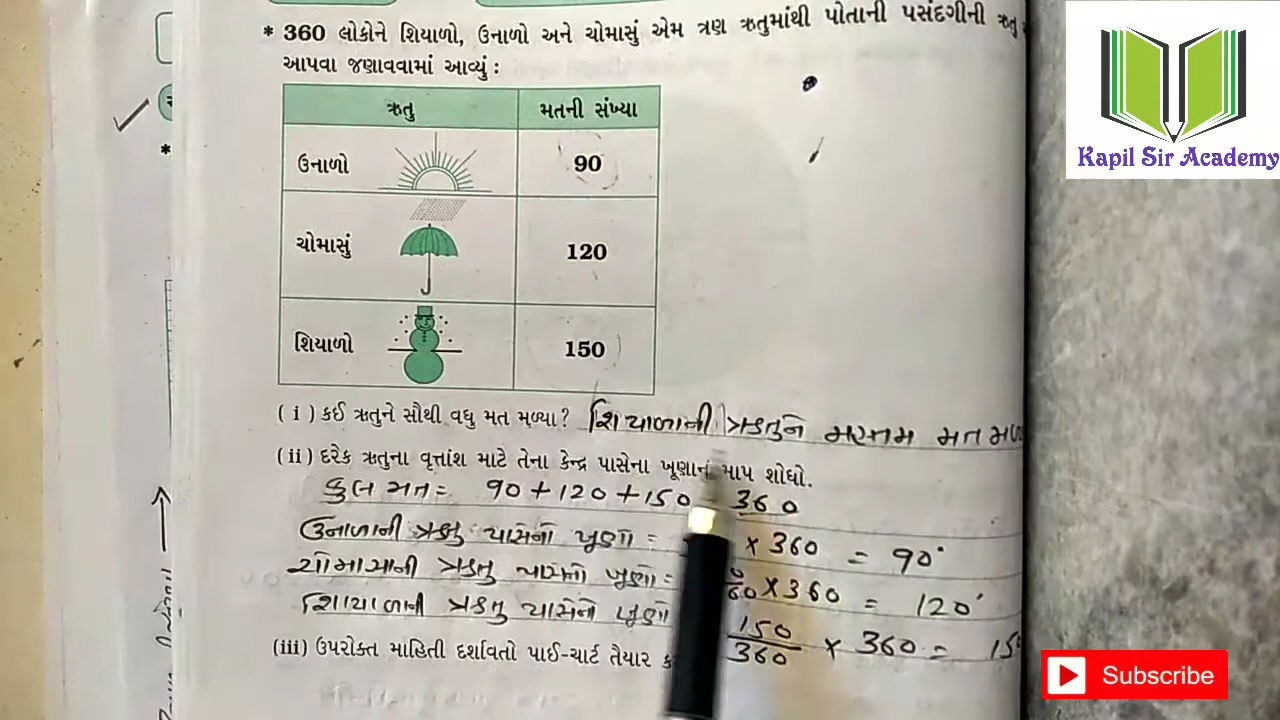 * 360 લોકોને શિયાળો, ઉનાળો અને ચોમાસું એમ ત્રણ ઋતુમાંથી પોતાની પસંદગીની ઋતુ
આપવા જણાવવામાં આવ્યું :
ઋતુ મતની સંખ્યા
ઉનાળો 90
ચોમાસું 120
શિયાળો 150
( i ) કઈ ઋતુને સૌથી વધુ મત મળ્યા? શિયાળાની ઋતુને મહત્તમ મત
(ii) દરેક ઋતુના વૃત્તાંશ માટે તેના કેન્દ્ર પાસેના ખૂણાનું માપ શોધો.
કુલ મત = 90 + 120 + 150 360
ઉનાળાની ઋતુ પાસેનો ખૂણો = × 360 = 90°
ચોમાસાની ઋતુ પાસેનો ખૂણો = × 360 = 120°
શિયાળાની ઋતુ પાસેનો ખૂણો 150/360 × 360 =
(iii) ઉપરોક્ત માહિતી દર્શાવતો પાઈ-ચાર્ટ તૈયાર
Kapil Sir Academy
Subscribe